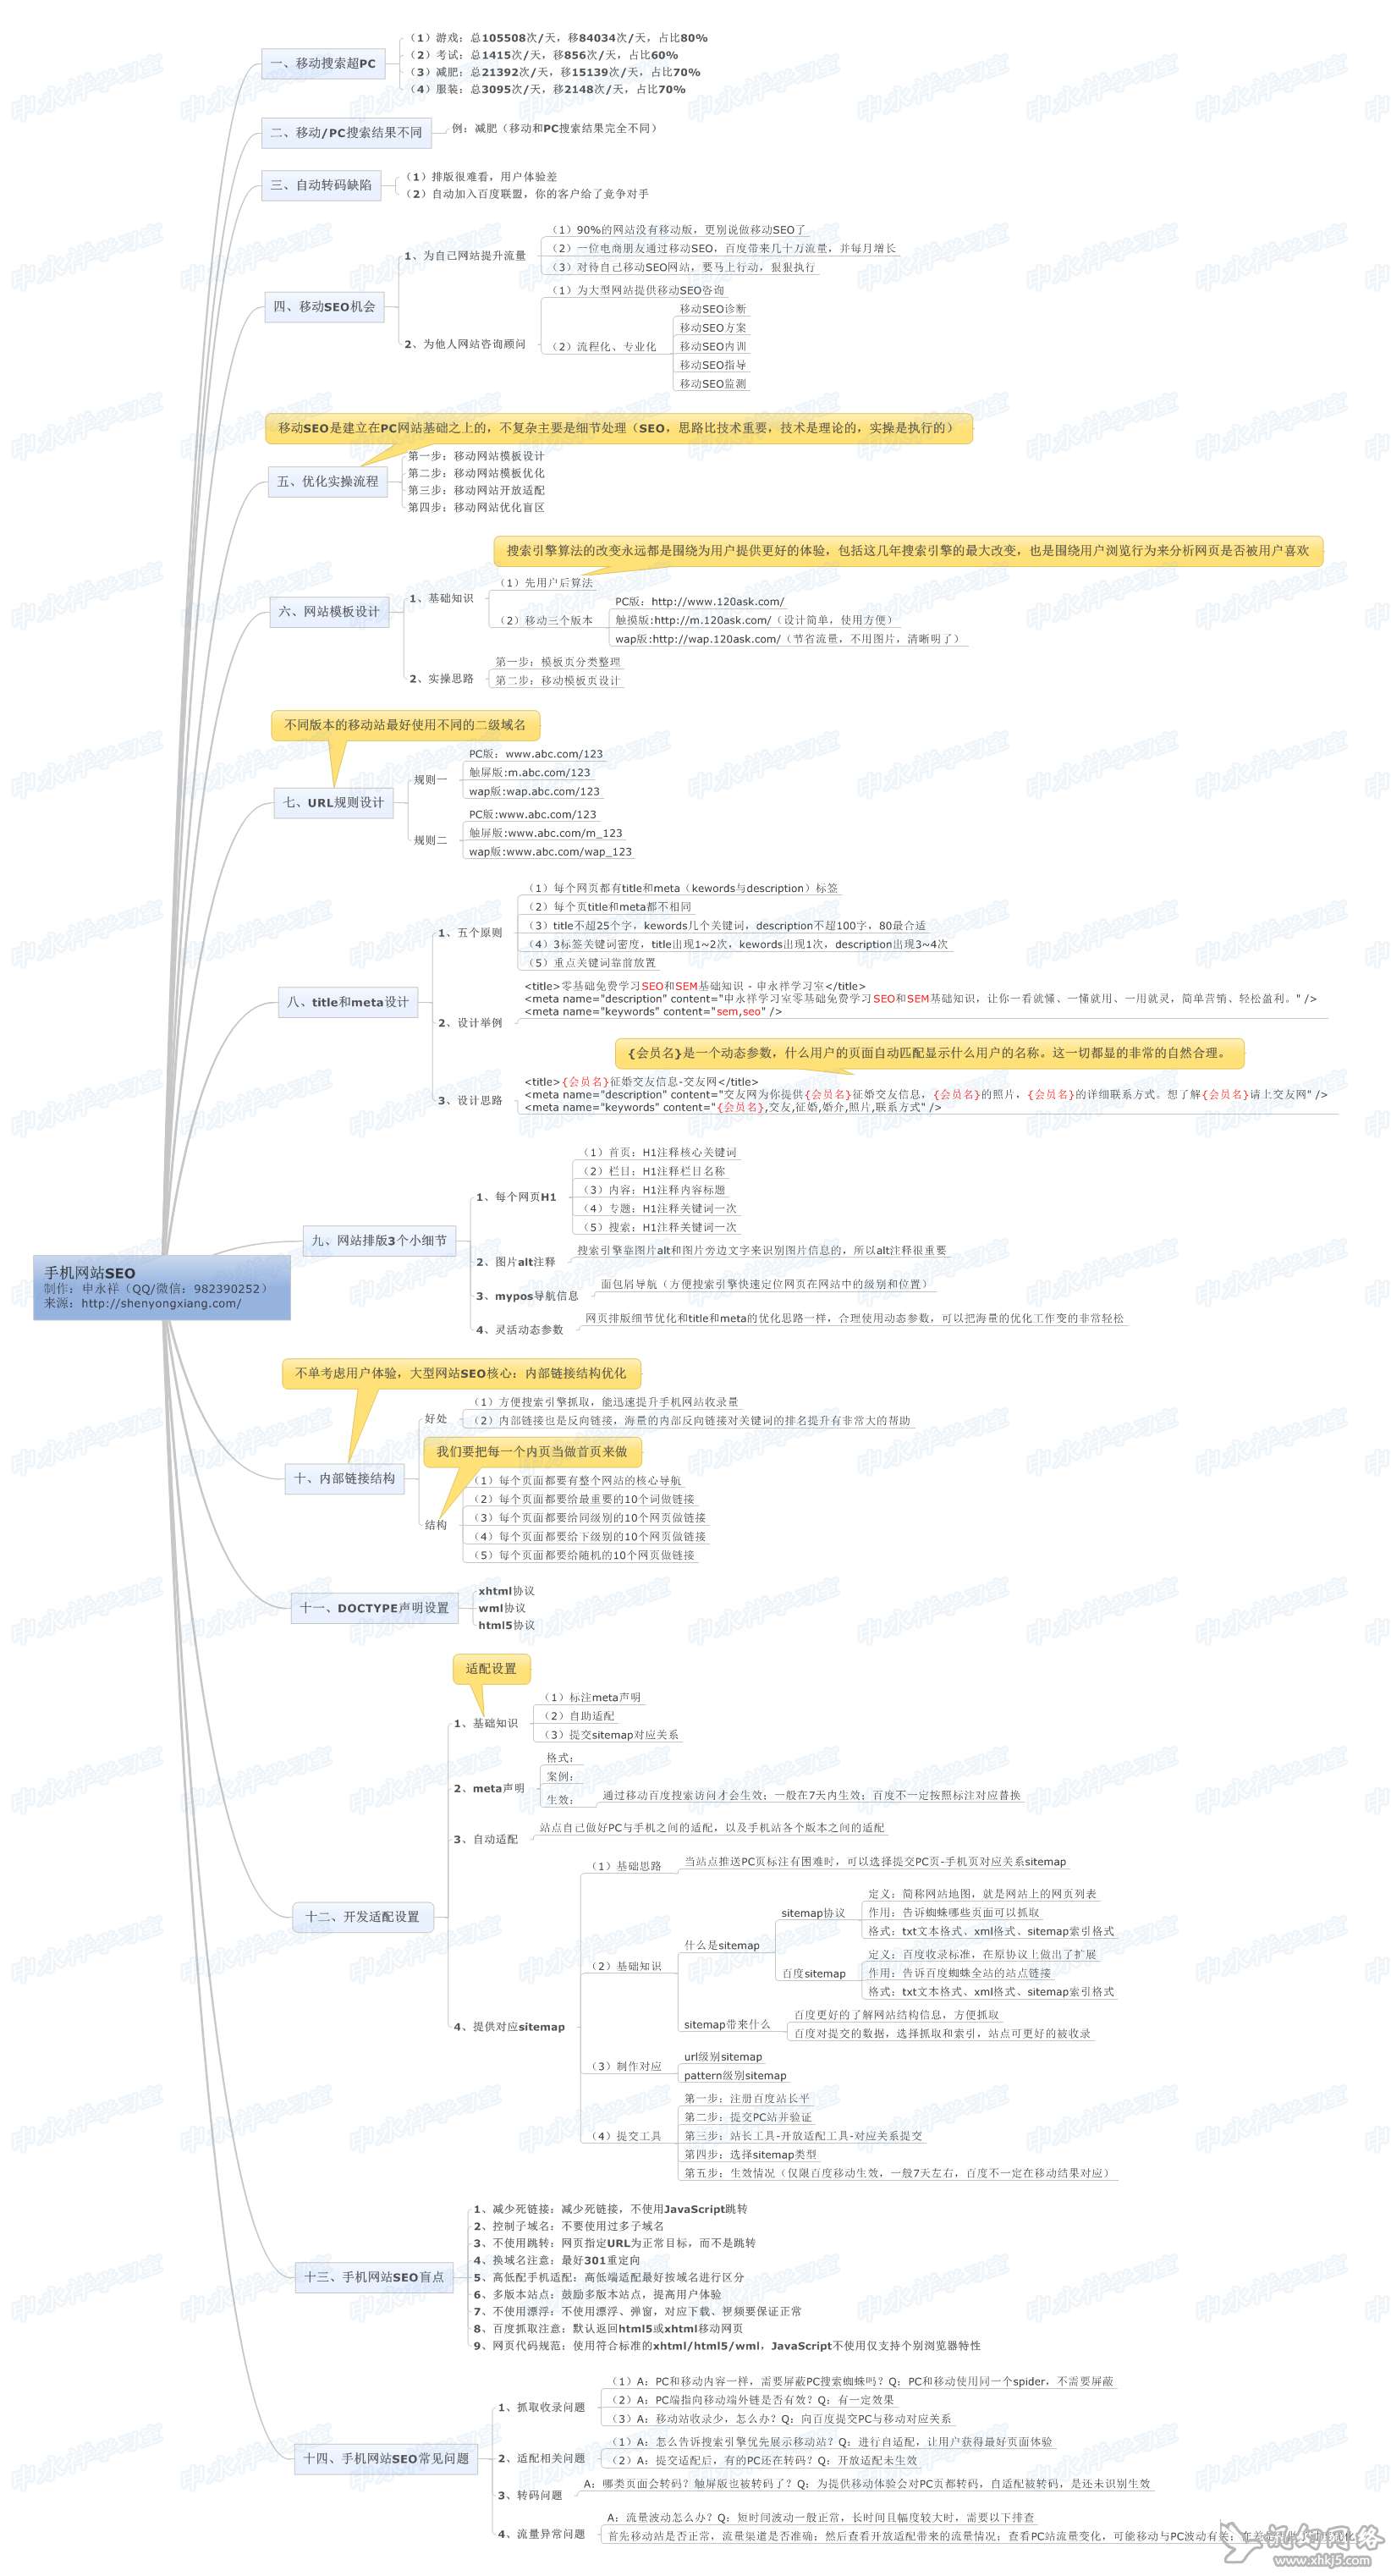 手机网站SEO
制作：申永祥（QQ/微信：982390252）
来源：http://shenyongxiang.com/
一、移动搜索超PC
（1）游戏：总105508次/天，移84034次/天，占比80%
（2）考试：总1415次/天，移856次/天，占比60%
（3）减肥：总21392次/天，移15139次/天，占比70%
（4）服装：总3095次/天，移2148次/天，占比70%
二、移动/PC搜索结果不同
例：减肥（移动和PC搜索结果完全不同）
三、自动转码缺陷
（1）排版很难看，用户体验差
（2）自动加入百度联盟，你的客户给了竞争对手
四、移动SEO机会
1、为自己网站提升流量
（1）90%的网站没有移动版，更别说做移动SEO了
（2）一位电商朋友通过移动SEO，百度带来几十万流量，并每月增长
（3）对待自己移动SEO网站，要马上行动，狠狠执行
2、为他人网站咨询顾问
（1）为大型网站提供移动SEO咨询
（2）流程化、专业化
移动SEO诊断
移动SEO方案
移动SEO内训
移动SEO指导
移动SEO监测
移动SEO是建立在PC网站基础之上的，不复杂主要是细节处理（SEO，思路比技术重要，技术是理论的，实操是执行的）
五、优化实操流程
第一步：移动网站模板设计
第二步：移动网站模板优化
第三步：移动网站开放适配
第四步：移动网站优化盲区
搜索引擎算法的改变永远都是围绕为用户提供更好的体验，包括这几年搜索引擎的最大改变，也是围绕用户浏览行为来分析网页是否被用户喜欢
六、网站模板设计
1、基础知识
（1）先用户后算法
（2）移动三个版本
PC版：http://www.120ask.com/
触摸版:http://m.120ask.com/（设计简单，使用方便）
wap版:http://wap.120ask.com/（节省流量，不用图片，清晰明了）
2、实操思路
第一步：模板页分类整理
第二步：移动模板页设计
不同版本的移动站最好使用不同的二级域名
七、URL规则设计
规则一
PC版：www.abc.com/123
触屏版:m.abc.com/123
wap版:wap.abc.com/123
规则二
PC版:www.abc.com/123
触屏版:www.abc.com/m_123
wap版:www.abc.com/wap_123
八、title和meta设计
1、五个原则
（1）每个网页都有title和meta（kewords与description）标签
（2）每个页title和meta都不相同
（3）title不超25个字，kewords几个关键词，description不超100字，80最合适
（4）3标签关键词密度，title出现1~2次，kewords出现1次，description出现3~4次
（5）重点关键词靠前放置
2、设计举例
<title>零基础免费学习SEO和SEM基础知识 - 申永祥学习室</title>
<meta name="description" content="申永祥学习室零基础免费学习SEO和SEM基础知识，让你一看就懂、一懂就用、一用就灵，简单营销、轻松盈利。" />
<meta name="keywords" content="sem,seo" />
{会员名}是一个动态参数，什么用户的页面自动匹配显示什么用户的名称。这一切都显的非常的自然合理。
3、设计思路
<title>{会员名}征婚交友信息-交友网</title>
<meta name="description" content="交友网为你提供{会员名}征婚交友信息，{会员名}的照片，{会员名}的详细联系方式。想了解{会员名}请上交友网" />
<meta name="keywords" content="{会员名},交友,征婚,婚介,照片,联系方式" />
九、网站排版3个小细节
1、每个网页H1
（1）首页：H1注释核心关键词
（2）栏目：H1注释栏目名称
（3）内容：H1注释内容标题
（4）专题：H1注释关键词一次
（5）搜索：H1注释关键词一次
2、图片alt注释
搜索引擎靠图片alt和图片旁边文字来识别图片信息的，所以alt注释很重要
3、mypos导航信息
面包屑导航（方便搜索引擎快速定位网页在网站中的级别和位置）
4、灵活动态参数
网页排版细节优化和title和meta的优化思路一样，合理使用动态参数，可以把海量的优化工作变的非常轻松
不单考虑用户体验，大型网站SEO核心：内部链接结构优化
十、内部链接结构
好处
（1）方便搜索引擎抓取，能迅速提升手机网站收录量
（2）内部链接也是反向链接，海量的内部反向链接对关键词的排名提升有非常大的帮助
我们要把每一个内页当做首页来做
结构
（1）每个页面都要有整个网站的核心导航
（2）每个页面都要给最重要的10个词做链接
（3）每个页面都要给同级别的10个网页做链接
（4）每个页面都要给下级别的10个网页做链接
（5）每个页面都要给随机的10个网页做链接
十一、DOCTYPE声明设置
xhtml协议
wml协议
html5协议
适配设置
十二、开发适配设置
1、基础知识
（1）标注meta声明
（2）自助适配
（3）提交sitemap对应关系
2、meta声明
格式：
案例：
生效：
通过移动百度搜索访问才会生效；一般在7天内生效；百度不一定按照标注对应替换
3、自动适配
站点自己做好PC与手机之间的适配，以及手机站各个版本之间的适配
4、提供对应sitemap
（1）基础思路
当站点推送PC页标注有困难时，可以选择提交PC页-手机页对应关系sitemap
（2）基础知识
什么是sitemap
sitemap协议
定义：简称网站地图，就是网站上的网页列表
作用：告诉蜘蛛哪些页面可以抓取
格式：txt文本格式、xml格式、sitemap索引格式
百度sitemap
定义：百度收录标准，在原协议上做出了扩展
作用：告诉百度蜘蛛全站的站点链接
格式：txt文本格式、xml格式、sitemap索引格式
sitemap带来什么
百度更好的了解网站结构信息，方便抓取
百度对提交的数据，选择抓取和索引，站点可更好的被收录
（3）制作对应
url级别sitemap
pattern级别sitemap
（4）提交工具
第一步：注册百度站长平
第二步：提交PC站并验证
第三步：站长工具-开放适配工具-对应关系提交
第四步：选择sitemap类型
第五步：生效情况（仅限百度移动生效，一般7天左右，百度不一定在移动结果对应）
十三、手机网站SEO盲点
1、减少死链接：减少死链接，不使用JavaScript跳转
2、控制子域名：不要使用过多子域名
3、不使用跳转：网页指定URL为正常目标，而不是跳转
4、换域名注意：最好301重定向
5、高低配手机适配：高低端适配最好按域名进行区分
6、多版本站点：鼓励多版本站点，提高用户体验
7、不使用漂浮：不使用漂浮、弹窗，对应下载、视频要保证正常
8、百度抓取注意：默认返回html5或xhtml移动网页
9、网页代码规范：使用符合标准的xhtml/html5/wml，JavaScript不使用仅支持个别浏览器特性
十四、手机网站SEO常见问题
1、抓取收录问题
（1）A：PC和移动内容一样，需要屏蔽PC搜索蜘蛛吗？Q：PC和移动使用同一个spider，不需要屏蔽
（2）A：PC端指向移动端外链是否有效？Q：有一定效果
（3）A：移动站收录少，怎么办？Q：向百度提交PC与移动对应关系
2、适配相关问题
（1）A：怎么告诉搜索引擎优先展示移动站？Q：进行自适配，让用户获得最好页面体验
（2）A：提交适配后，有的PC还在转码？Q：开放适配未生效
3、转码问题
A：哪类页面会转码？触屏版也被转码了？Q：为提供移动体验会对PC页都转码，自适配被转码，是还未识别生效
4、流量异常问题
A：流量波动怎么办？Q：短时间波动一般正常，长时间且幅度较大时，需要以下排查
首先移动站是否正常，流量渠道是否准确；然后查看开放适配带来的流量情况；查看PC站流量变化，可能移动与PC波动有关；
www.xhkj5.com